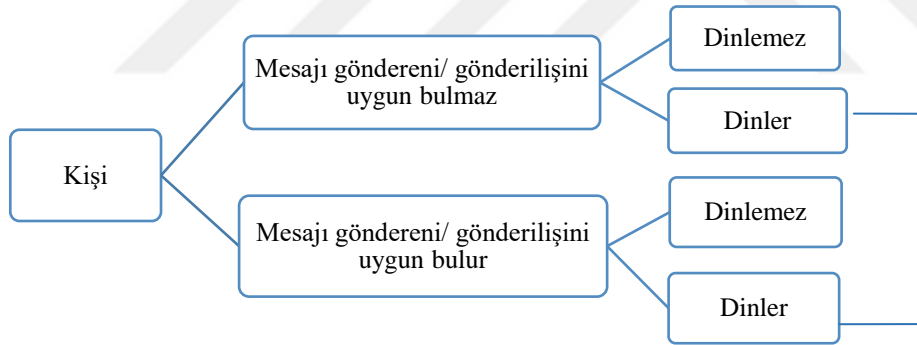 Kişi
Mesajı göndereni/ gönderilişini
uygun bulmaz
Dinlemez
Dinler
Mesajı göndereni/ gönderilişini
uygun bulur
Dinlemez
Dinler